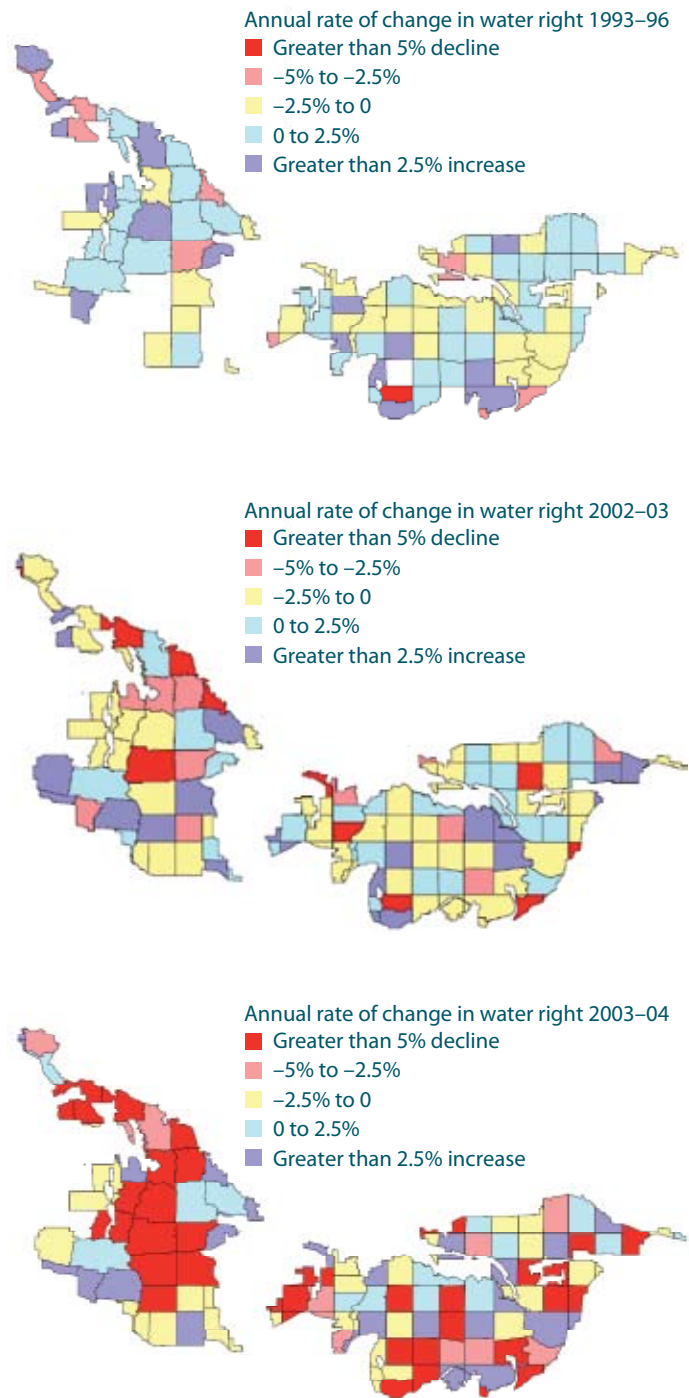 Annual rate of change in water right 1993–96
Greater than 5% decline
–5% to –2.5%
–2.5% to 0
0 to 2.5%
Greater than 2.5% increase
Annual rate of change in water right 2002–03
Greater than 5% decline
–5% to –2.5%
–2.5% to 0
0 to 2.5%
Greater than 2.5% increase
Annual rate of change in water right 2003–04
Greater than 5% decline
–5% to –2.5%
–2.5% to 0
0 to 2.5%
Greater than 2.5% increase